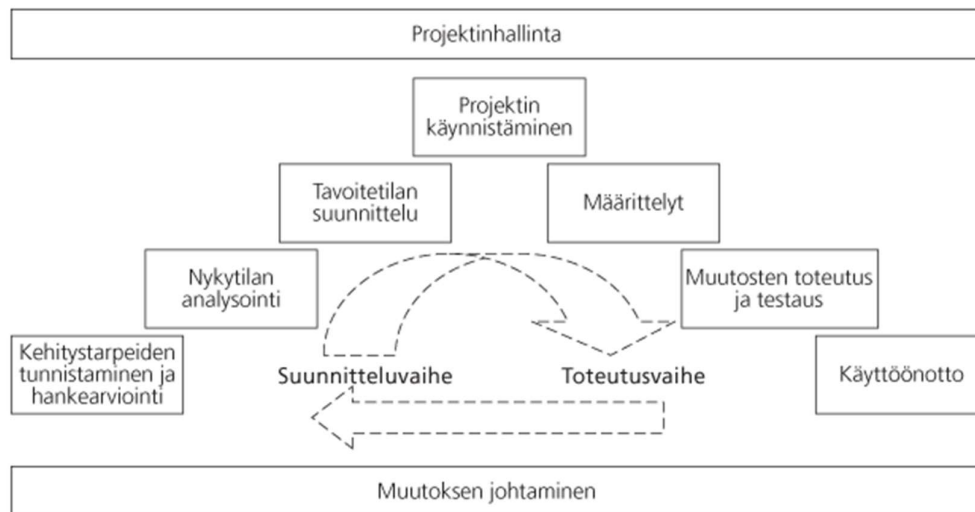 Projektinhallinta
Projektin
käynnistäminen
Tavoitetilan
suunnittelu
Määrittelyt
Nykytilan
analysointi
Muutosten toteutus
ja testaus
Kehitystarpeiden
tunnistaminen ja
hankearviointi
Suunnitteluvaihe
Toteutusvaihe
Käyttöönotto
Muutoksen johtaminen